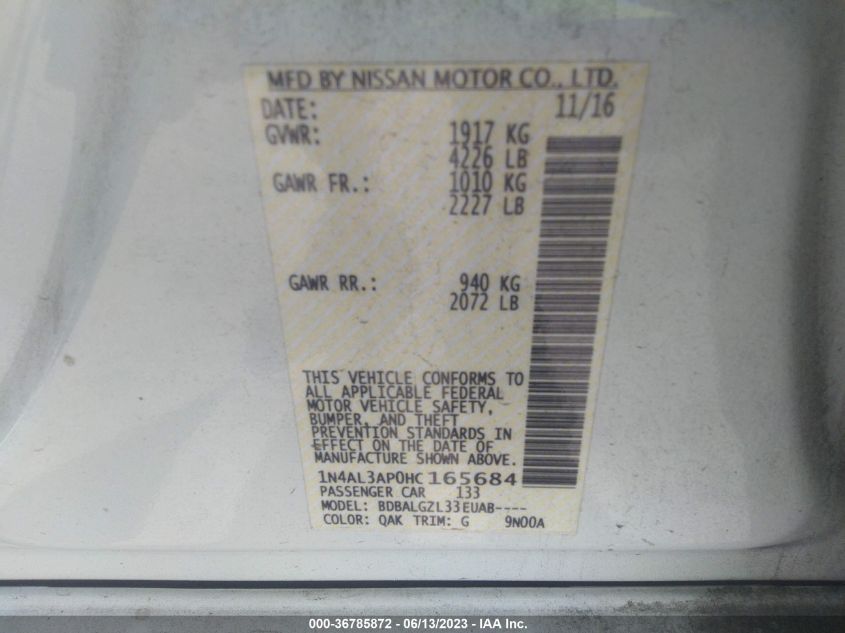 MFD BY NISSAN MOTOR CO., LTD.
DATE: 11/16
GVWR: 1917 KG
4226 LB
GAWR FR.: 1010 KG
2227 LB
GAWR RR.: 940 KG
2072 LB
THIS VEHICLE CONFORMS TO
ALL APPLICABLE FEDERAL
MOTOR VEHICLE SAFETY,
BUMPER, AND THEFT
PREVENTION STANDARDS IN
EFFECT ON THE DATE OF
MANUFACTURE SHOWN ABOVE.
1N4AL3AP0HC165684
PASSENGER CAR 133
MODEL: BDBALGZL33EUAB----
COLOR: QAK TRIM: G 9N00A
000-36785872 - 06/13/2023 - IAA Inc.